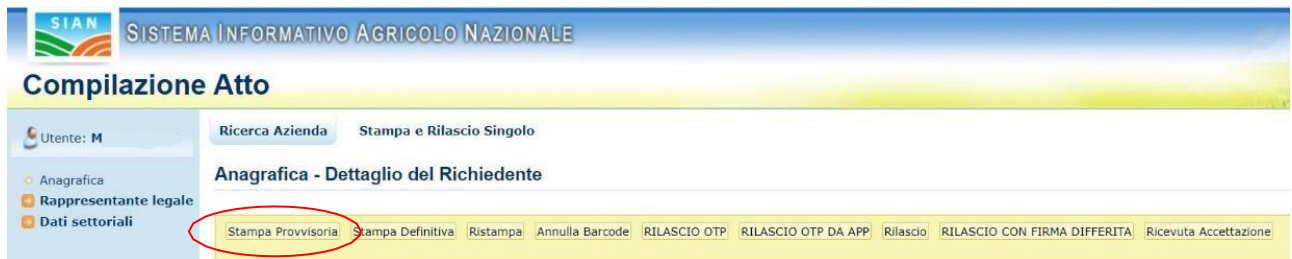 SIAN
SISTEMA INFORMATIVO AGRICOLO NAZIONALE
Compilazione Atto
Utente: M
Ricerca Azienda Stampa e Rilascio Singolo
Anagrafica - Dettaglio del Richiedente
Anagrafica
Rappresentante legale
Dati settoriali
Stampa Provvisoria Stampa Definitiva Ristampa Annulla Barcode RILASCIO OTP RILASCIO OTP DA APP Rilascio RILASCIO CON FIRMA DIFFERITA Ricevuta Accettazione